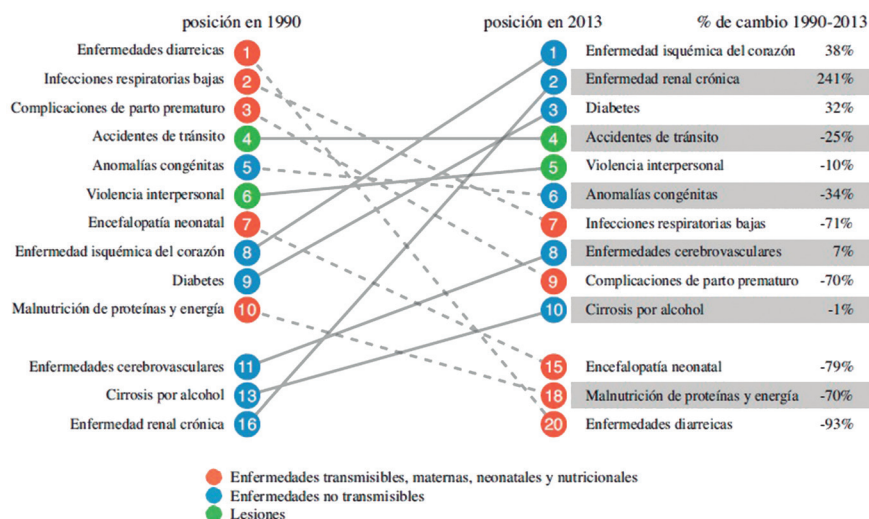 posición en 1990 posición en 2013 % de cambio 1990-2013
Enfermedades diarreicas 1 1 Enfermedad isquémica del corazón 38%
Infecciones respiratorias bajas 2 2 Enfermedad renal crónica 241%
Complicaciones de parto prematuro 3 3 Diabetes 32%
Accidentes de tránsito 4 4 Accidentes de tránsito -25%
Anomalías congénitas 5 5 Violencia interpersonal -10%
Violencia interpersonal 6 6 Anomalías congénitas -34%
Encefalopatía neonatal 7 7 Infecciones respiratorias bajas -71%
Enfermedad isquémica del corazón 8 8 Enfermedades cerebrovasculares 7%
Diabetes 9 9 Complicaciones de parto prematuro -70%
Malnutrición de proteínas y energía 10 10 Cirrosis por alcohol -1%
Enfermedades cerebrovasculares 11 15 Encefalopatía neonatal -79%
Cirrosis por alcohol 13 18 Malnutrición de proteínas y energía -70%
Enfermedad renal crónica 16 20 Enfermedades diarreicas -93%
Enfermedades transmisibles, maternas, neonatales y nutricionales
Enfermedades no transmisibles
Lesiones